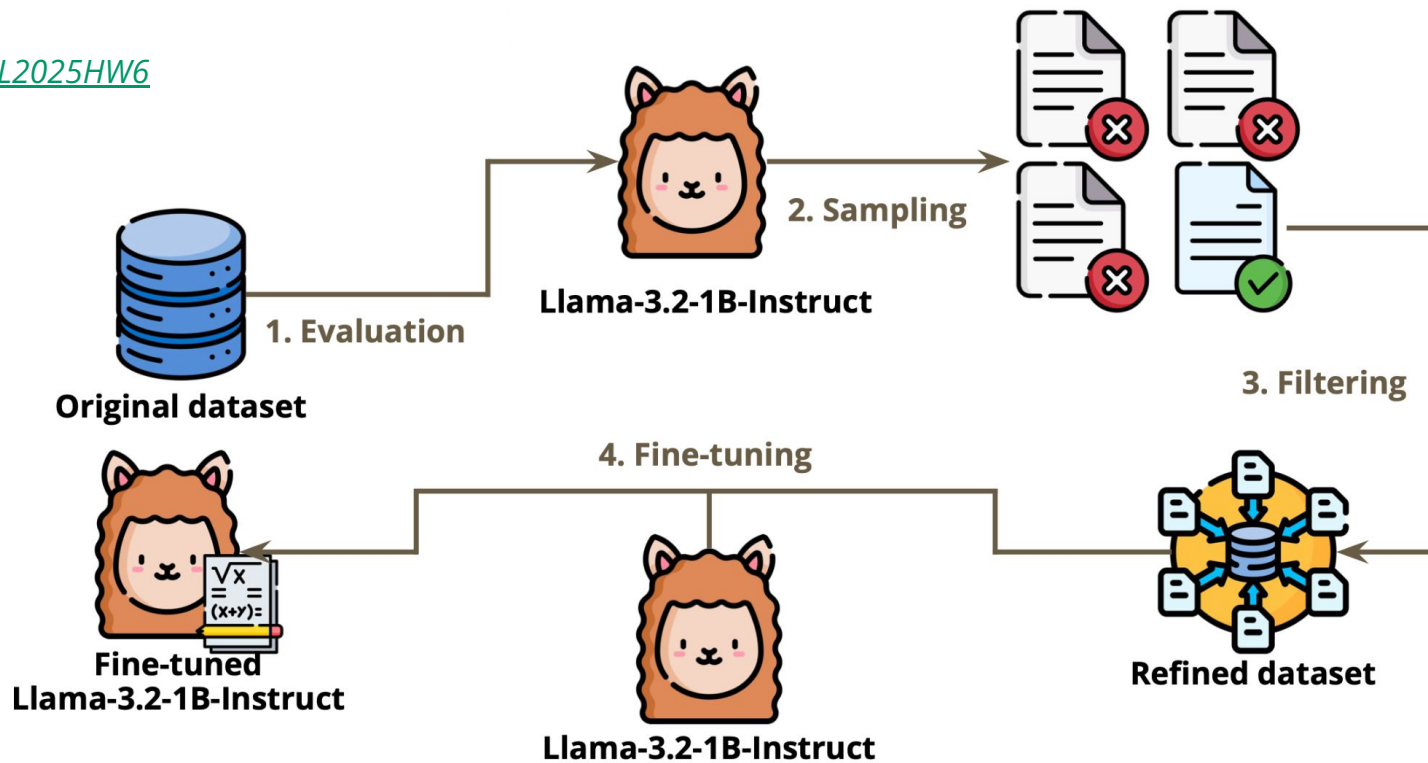 L2025HW6
2. Sampling
Llama-3.2-1B-Instruct
1. Evaluation
Original dataset
3. Filtering
4. Fine-tuning
√x
= =
(x+y)=
Fine-tuned
Llama-3.2-1B-Instruct
Refined dataset
Llama-3.2-1B-Instruct